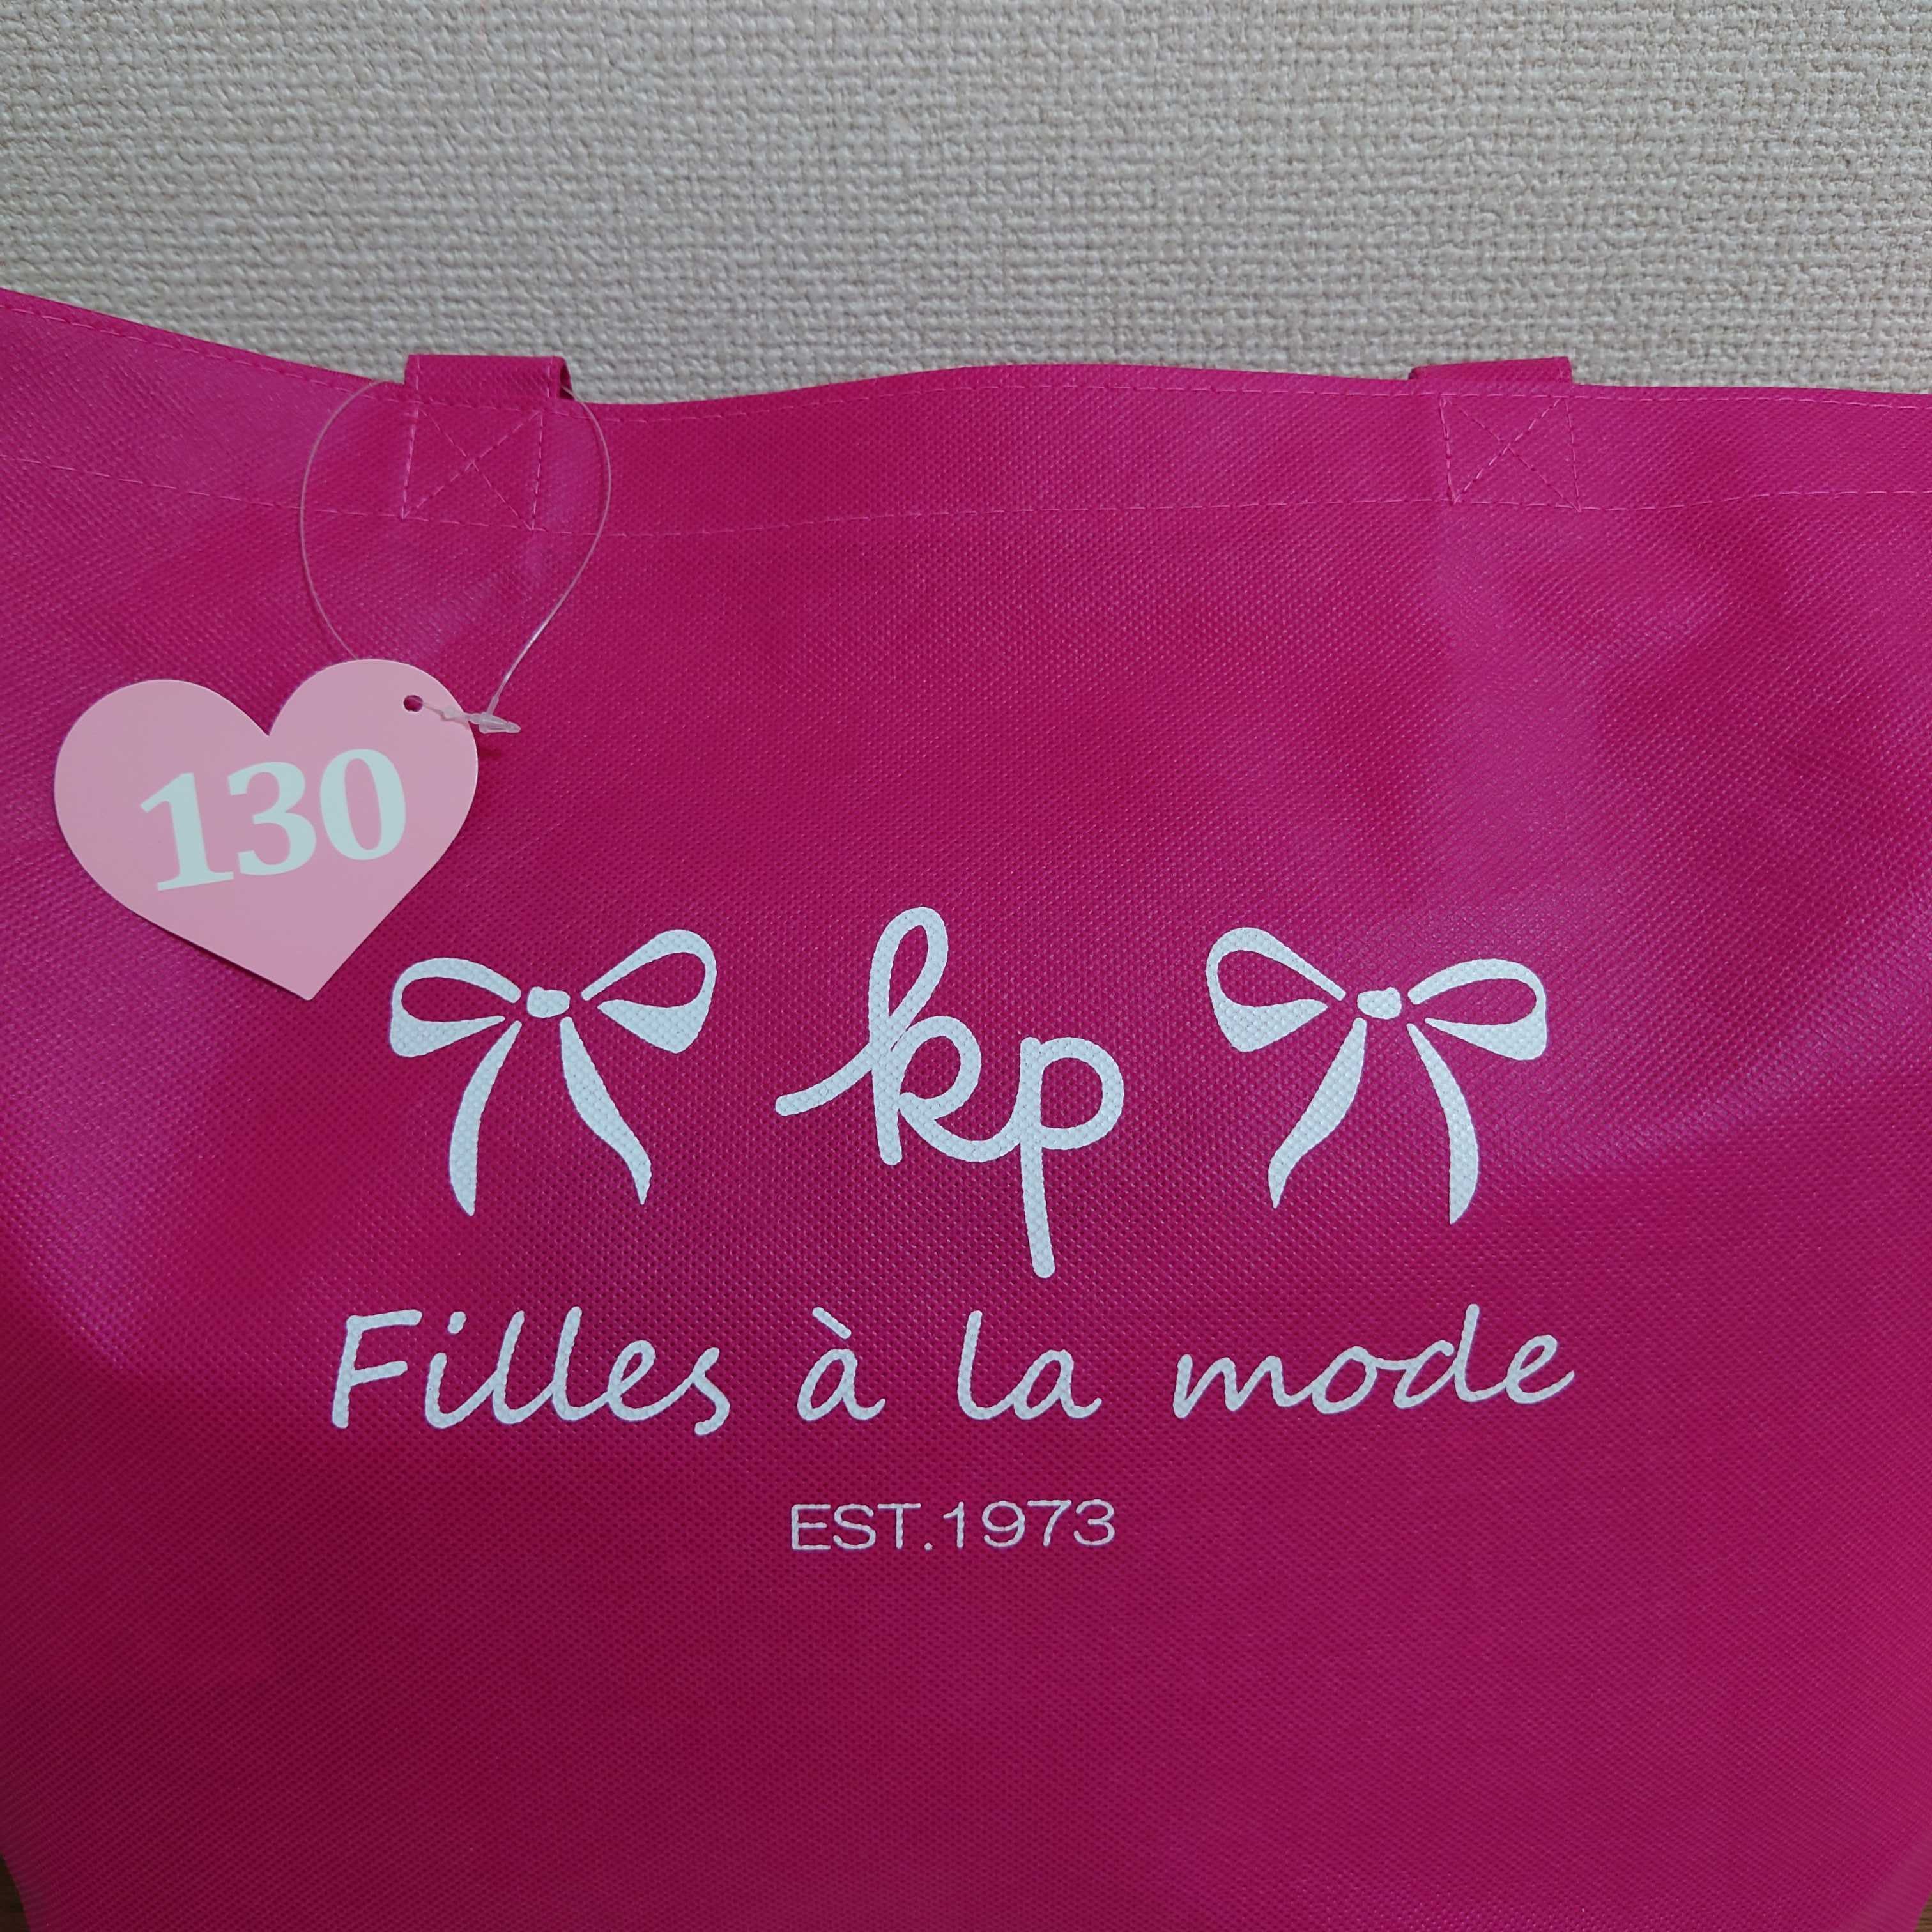 130
kp
Filles à la mode
EST.1973